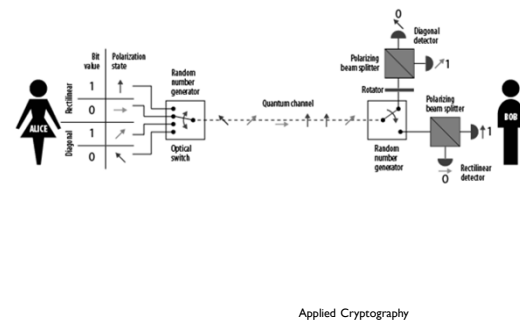 Bit
value
Polarization
state
Rectilinear
Diagonal
1
0
1
0
ALICE
Random
number
generator
Optical
switch
Quantum channel
0
Diagonal
detector
Polarizing
beam splitter
1
Rotator
Polarizing
beam splitter
1
BOB
Random
number
generator
Rectilinear
detector
0
Applied Cryptography